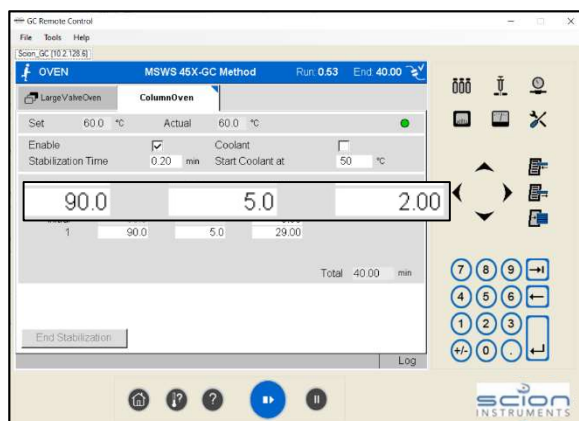 GC Remote Control
File Tools Help
Scion_GC [10.2.128.6]
OVEN MSWS 45X-GC Method Run: 0.53 End: 40.00
LargeValveOven ColumnOven
Set 60.0 °C Actual 60.0 °C
Enable Coolant
Stabilization Time 0.20 min Start Coolant at 50 °C
90.0 5.0 2.00
1 90.0 5.0 29.00
Total 40.00 min
End Stabilization
Log
7 8 9
4 5 6
1 2 3
+/- 0 .
?
scion
INSTRUMENTS